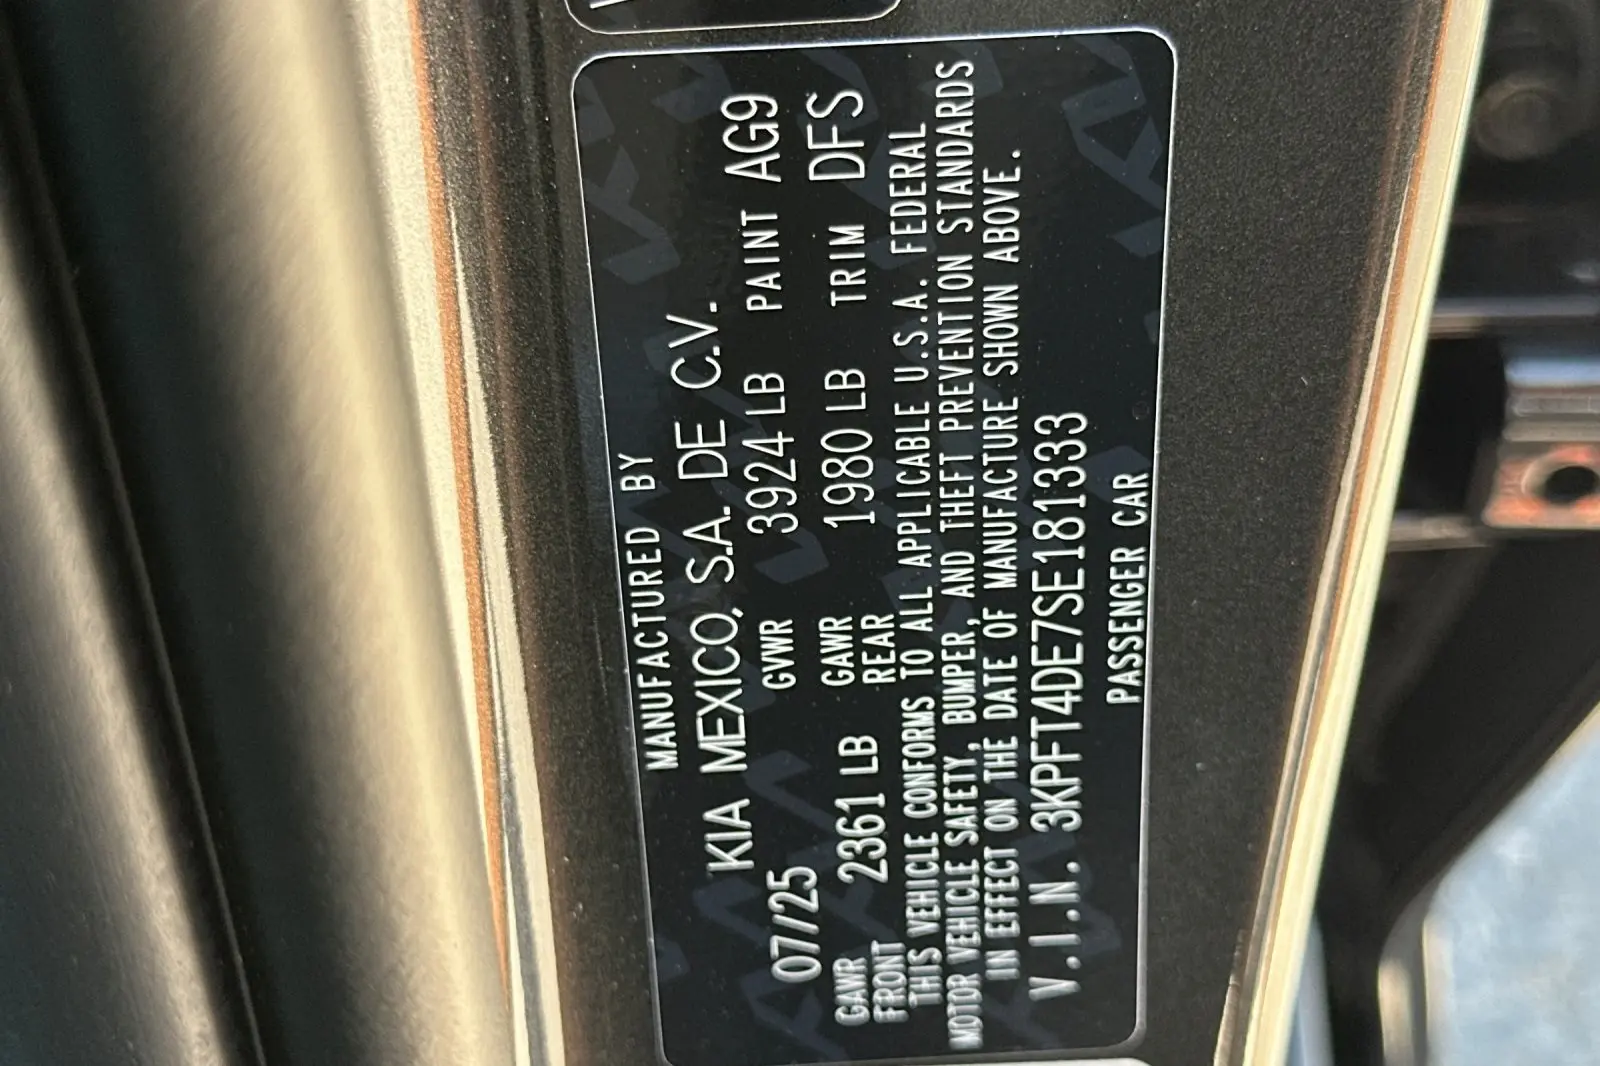 MANUFACTURED BY
KIA MEXICO, S.A. DE C.V.
07/25 GVWR 3924 LB PAINT AG9
GAWR FRONT 2361 LB GAWR REAR 1980 LB TRIM DFS
THIS VEHICLE CONFORMS TO ALL APPLICABLE U.S.A. FEDERAL
MOTOR VEHICLE SAFETY, BUMPER, AND THEFT PREVENTION STANDARDS
IN EFFECT ON THE DATE OF MANUFACTURE SHOWN ABOVE.
V.I.N. 3KPFT4DE7SE181333
PASSENGER CAR